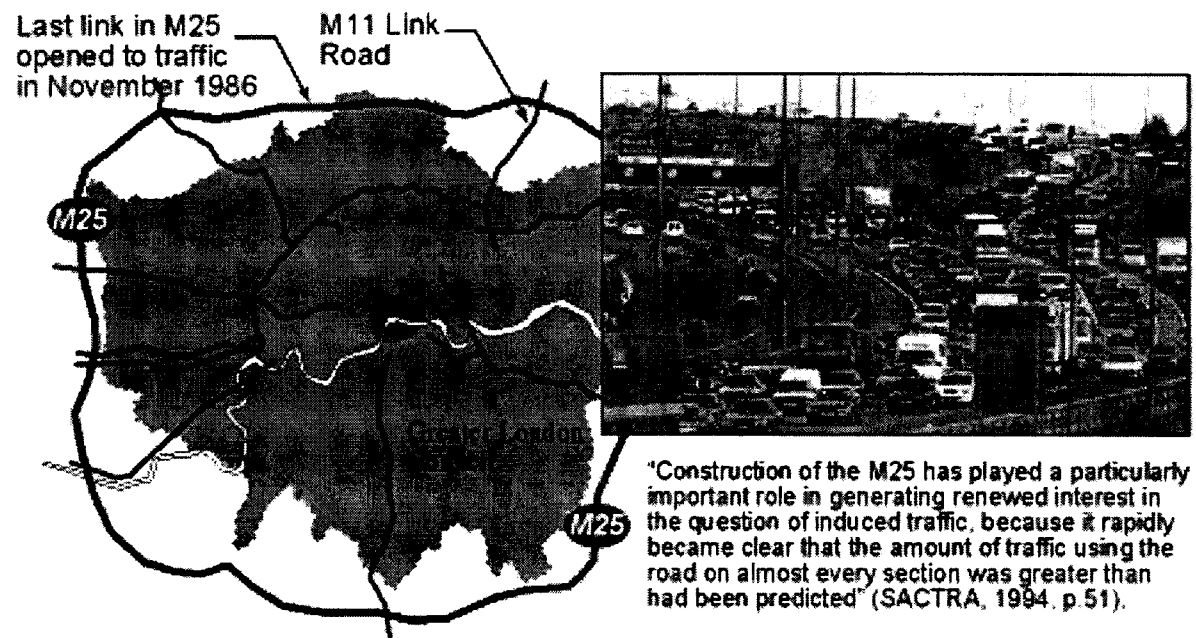 Last link in M25
opened to traffic
in November 1986
M11 Link
Road
M25
Greater London
M25
"Construction of the M25 has played a particularly
important role in generating renewed interest in
the question of induced traffic, because it rapidly
became clear that the amount of traffic using the
road on almost every section was greater than
had been predicted" (SACTRA, 1994, p.51).